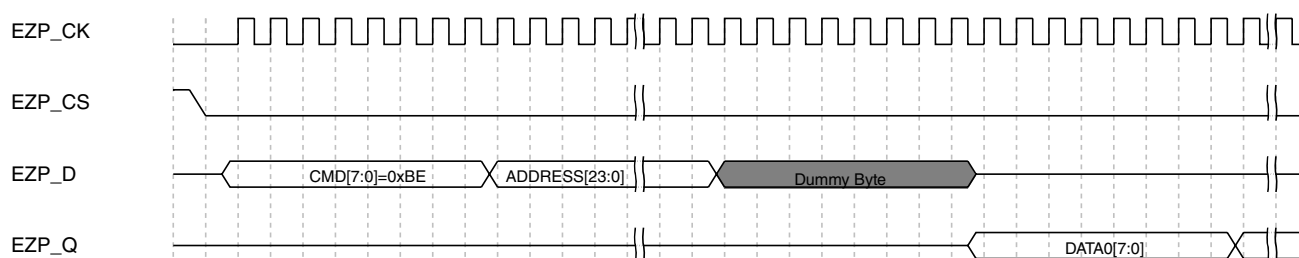 EZP_CK
EZP_CS
EZP_D
CMD[7:0]=0xBE
ADDRESS[23:0]
Dummy Byte
EZP_Q
DATA0[7:0]